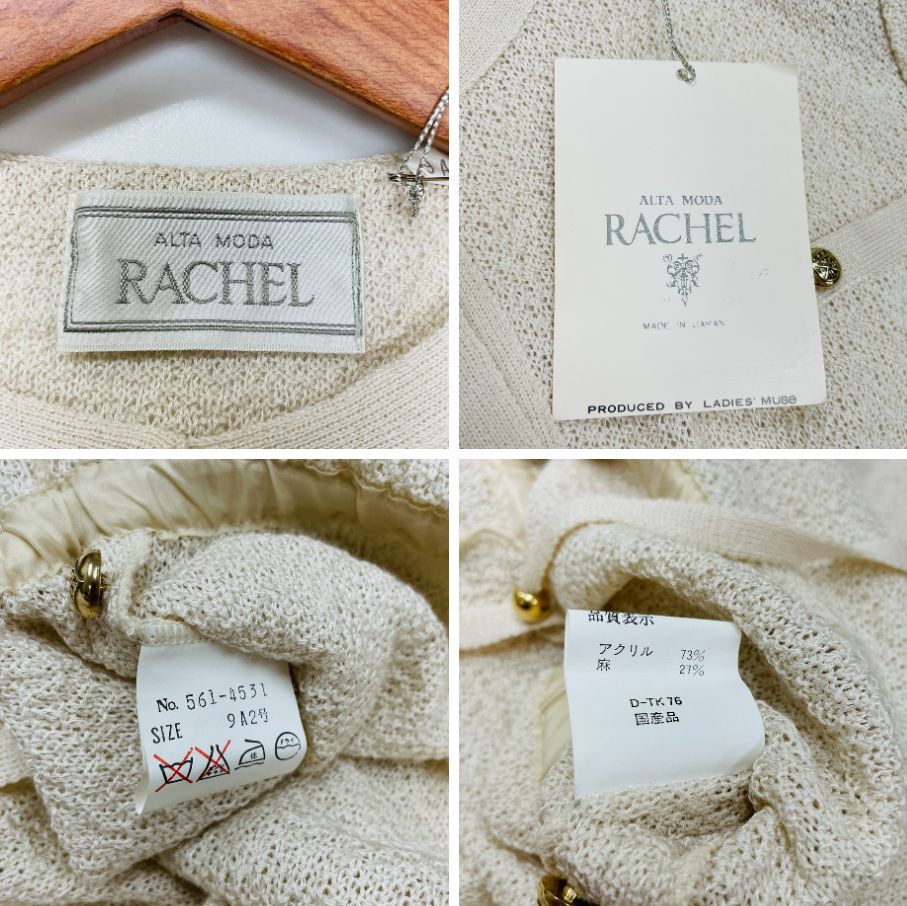 ALTA MODA
RACHEL
ALTA MODA
RACHEL
MADE IN JAPAN
PRODUCED BY LADIES' MUSE
No. 561-4531
SIZE 9A2号
品質表示
アクリル 73%
麻 27%
D-TK76
国産品